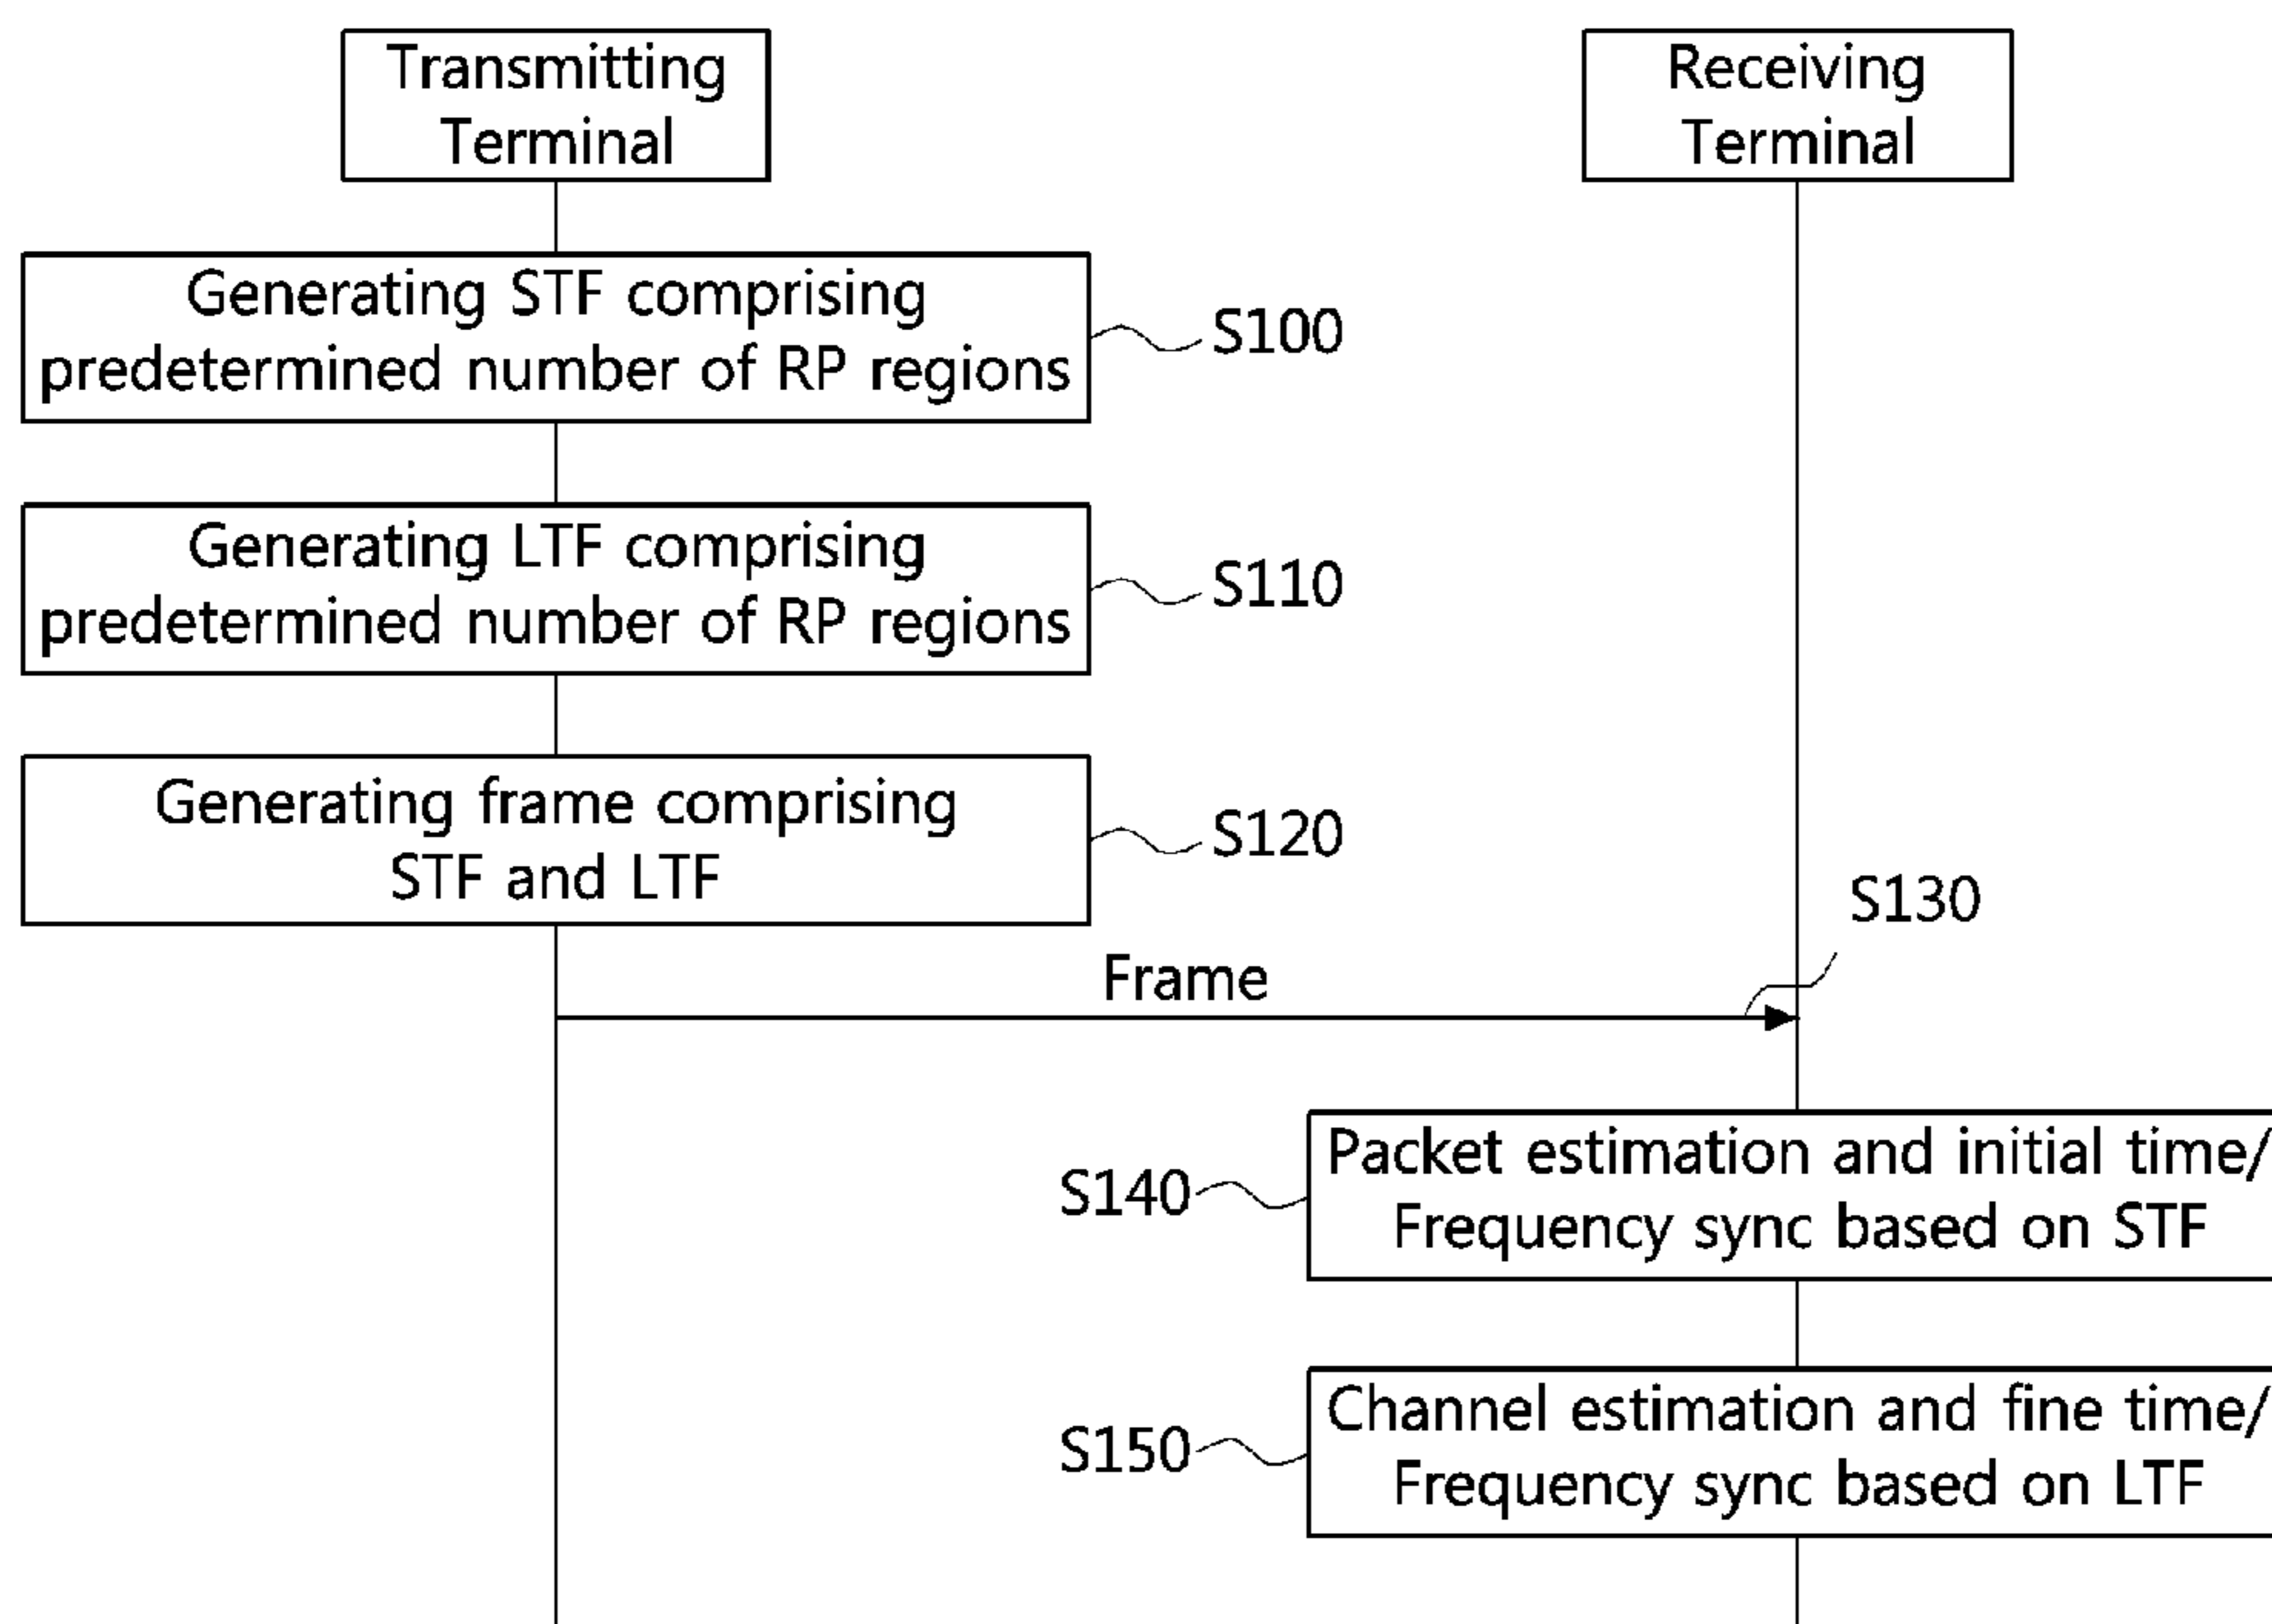 Transmitting
Terminal
Receiving
Terminal
Generating STF comprising
predetermined number of RP regions
S100
Generating LTF comprising
predetermined number of RP regions
S110
Generating frame comprising
STF and LTF
S120
S130
Frame
S140
Packet estimation and initial time/
Frequency sync based on STF
S150
Channel estimation and fine time/
Frequency sync based on LTF